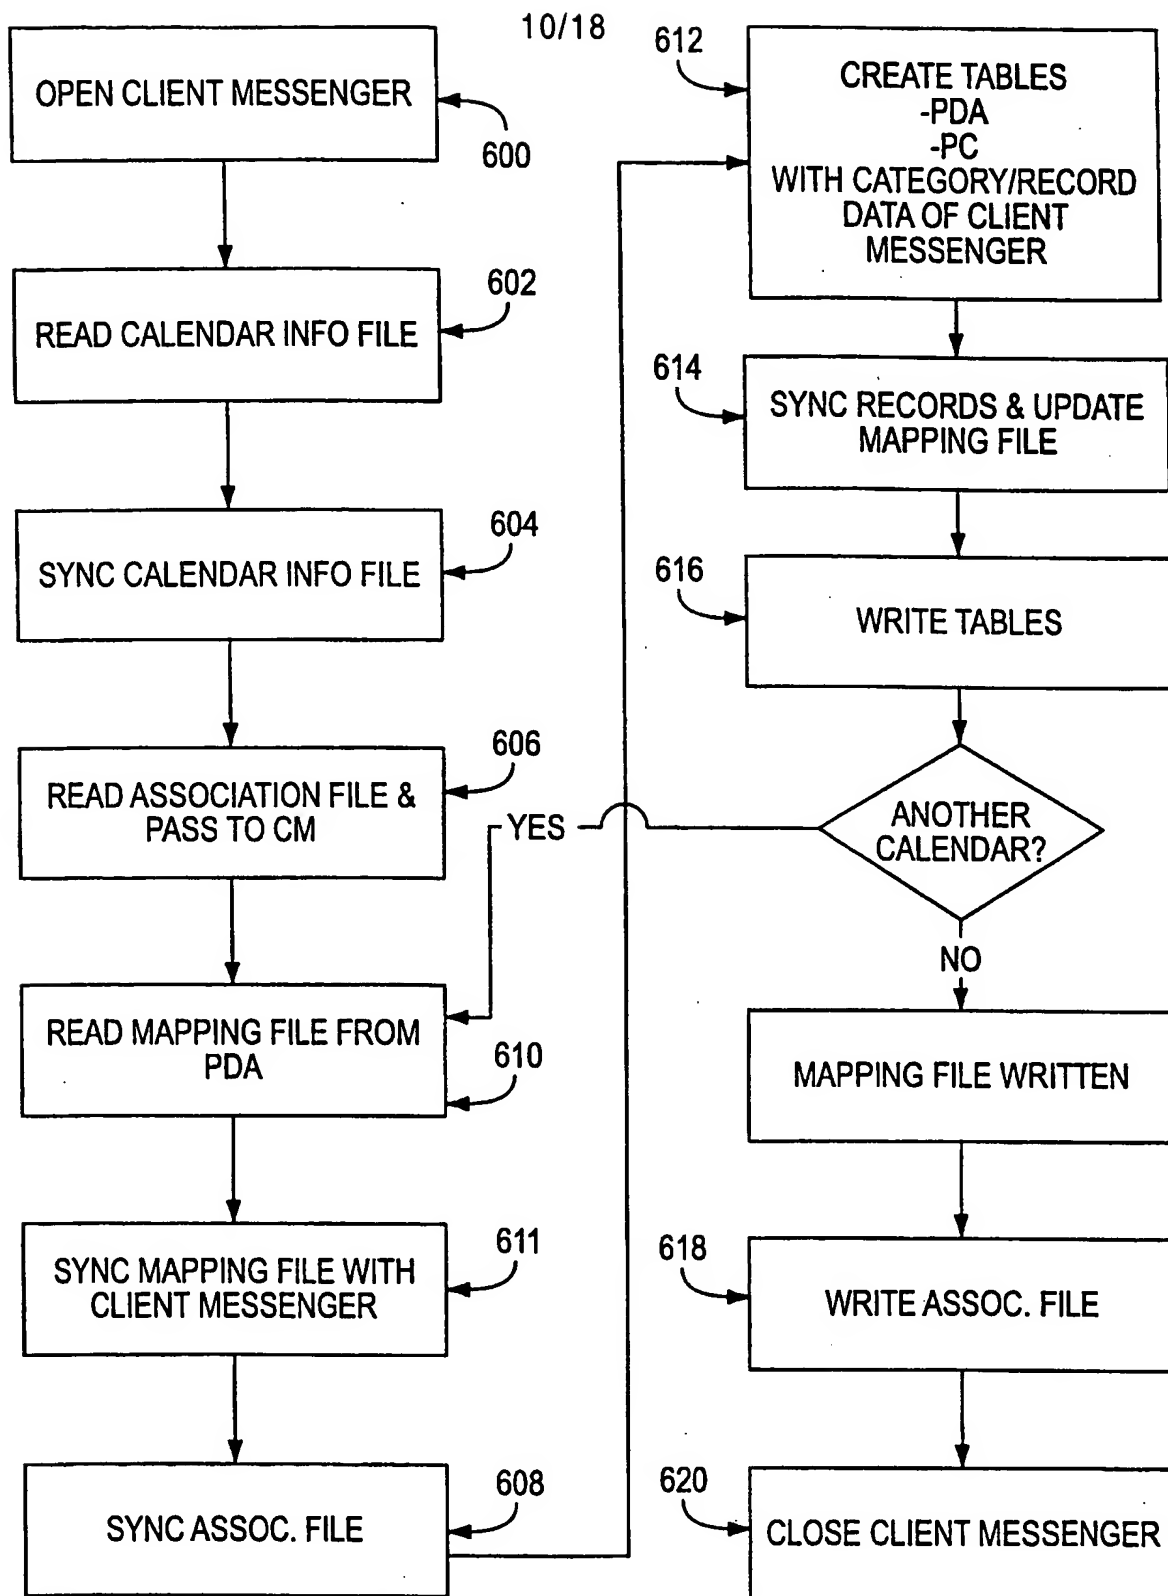 10/18
OPEN CLIENT MESSENGER
600
602
READ CALENDAR INFO FILE
604
SYNC CALENDAR INFO FILE
606
READ ASSOCIATION FILE &
PASS TO CM
READ MAPPING FILE FROM
PDA
610
611
SYNC MAPPING FILE WITH
CLIENT MESSENGER
608
SYNC ASSOC. FILE
612
CREATE TABLES
-PDA
-PC
WITH CATEGORY/RECORD
DATA OF CLIENT
MESSENGER
614
SYNC RECORDS & UPDATE
MAPPING FILE
616
WRITE TABLES
ANOTHER
CALENDAR?
YES
NO
MAPPING FILE WRITTEN
618
WRITE ASSOC. FILE
620
CLOSE CLIENT MESSENGER